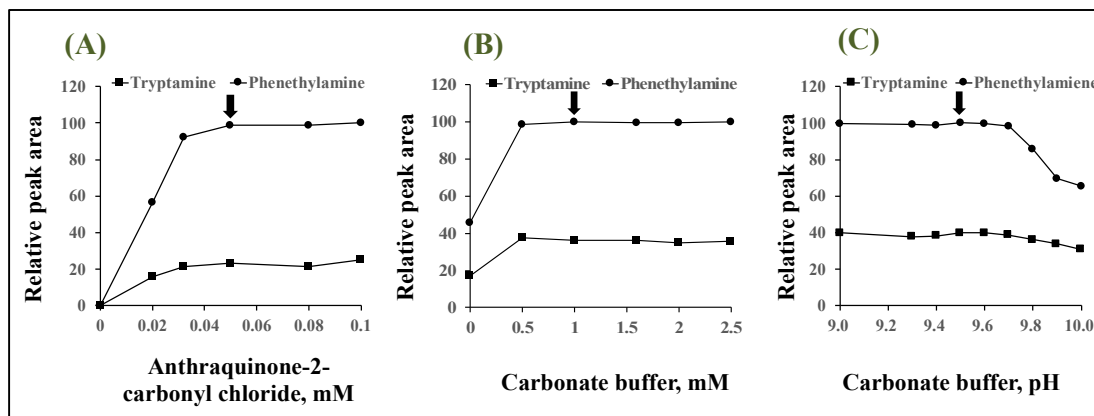 (A)
Tryptamine Phenethylamine
120
100
80
60
40
20
0
0 0.02 0.04 0.06 0.08 0.1
Relative peak area
Anthraquinone-2-
carbonyl chloride, mM
(B)
Tryptamine Phenethylamine
120
100
80
60
40
20
0
0 0.5 1 1.5 2 2.5
Relative peak area
Carbonate buffer, mM
(C)
Tryptamine Phenethylamiene
120
100
80
60
40
20
0
9.0 9.2 9.4 9.6 9.8 10.0
Relative peak area
Carbonate buffer, pH